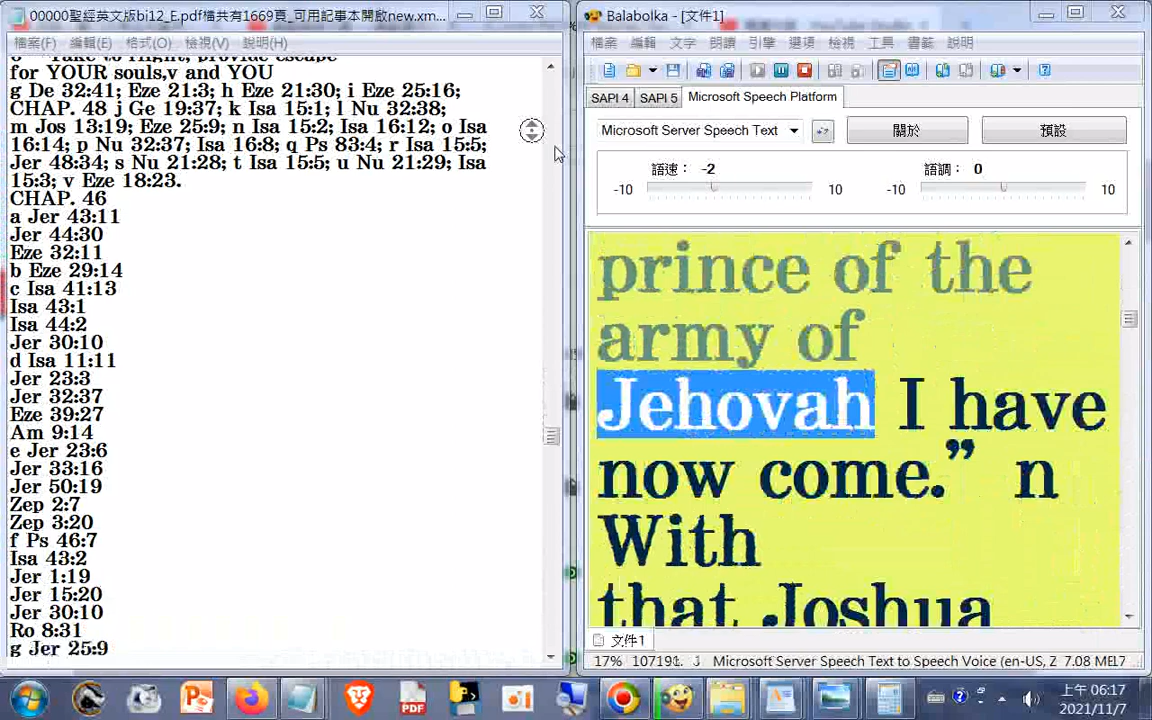 00000聖經英文版bi12_E.pdf檔共有1669頁_可用記事本開啟new.xm...
檔案(F) 編輯(E) 格式(O) 檢視(V) 說明(H)
for YOUR souls,v and YOU
g De 32:41; Eze 21:3; h Eze 21:30; i Eze 25:16;
CHAP. 48 j Ge 19:37; k Isa 15:1; l Nu 32:38;
m Jos 13:19; Eze 25:9; n Isa 15:2; Isa 16:12; o Isa
16:14; p Nu 32:37; Isa 16:8; q Ps 83:4; r Isa 15:5;
Jer 48:34; s Nu 21:28; t Isa 15:5; u Nu 21:29; Isa
15:3; v Eze 18:23.
CHAP. 46
a Jer 43:11
Jer 44:30
Eze 32:11
b Eze 29:14
c Isa 41:13
Isa 43:1
Isa 44:2
Jer 30:10
d Isa 11:11
Jer 23:3
Jer 32:37
Eze 39:27
Am 9:14
e Jer 23:6
Jer 33:16
Jer 50:19
Zep 2:7
Zep 3:20
f Ps 46:7
Isa 43:2
Jer 1:19
Jer 15:20
Jer 30:10
Ro 8:31
g Jer 25:9
Balabolka - [文件1]
檔案 編輯 文字 朗讀 引擎 選項 檢視 工具 書籤 說明
SAPI 4 SAPI 5 Microsoft Speech Platform
Microsoft Server Speech Text 關於 預設
語速: -2 語調: 0
-10 10 -10 10
prince of the
army of
Jehovah I have
now come.” n
With
that Joshua
文件1
17% 107191. Microsoft Server Speech Text to Speech Voice (en-US, Z 7.08 ME
上午 06:17
2021/11/7